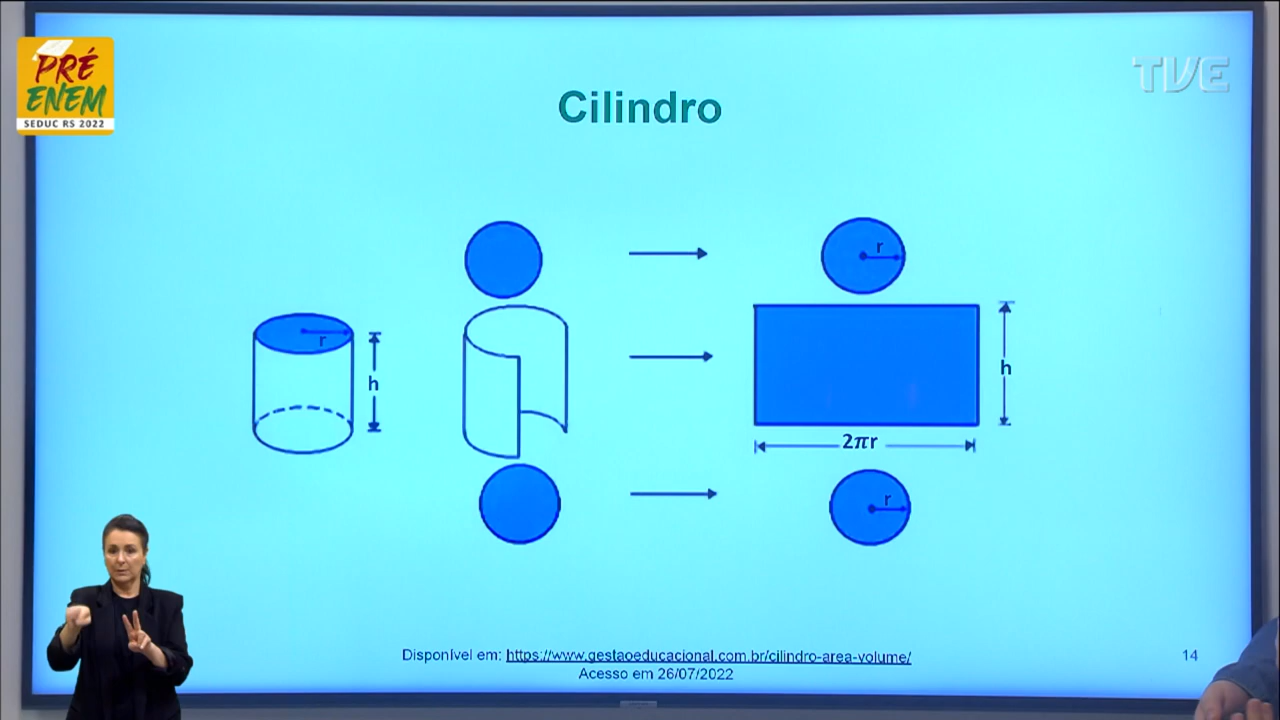 PRÉ
ENEM
SEDUC RS 2022
TVE
Cilindro
r
r
h
h
2πr
r
Disponível em: https://www.gestaoeducacional.com.br/cilindro-area-volume/
Acesso em 26/07/2022
14